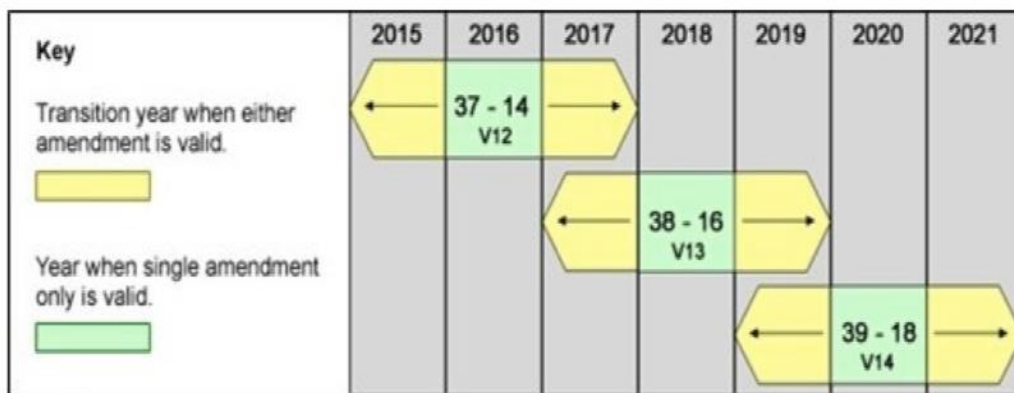 Key
Transition year when either
amendment is valid.
Year when single amendment
only is valid.
2015 2016 2017 2018 2019 2020 2021
37 - 14
V12
38 - 16
V13
39 - 18
V14